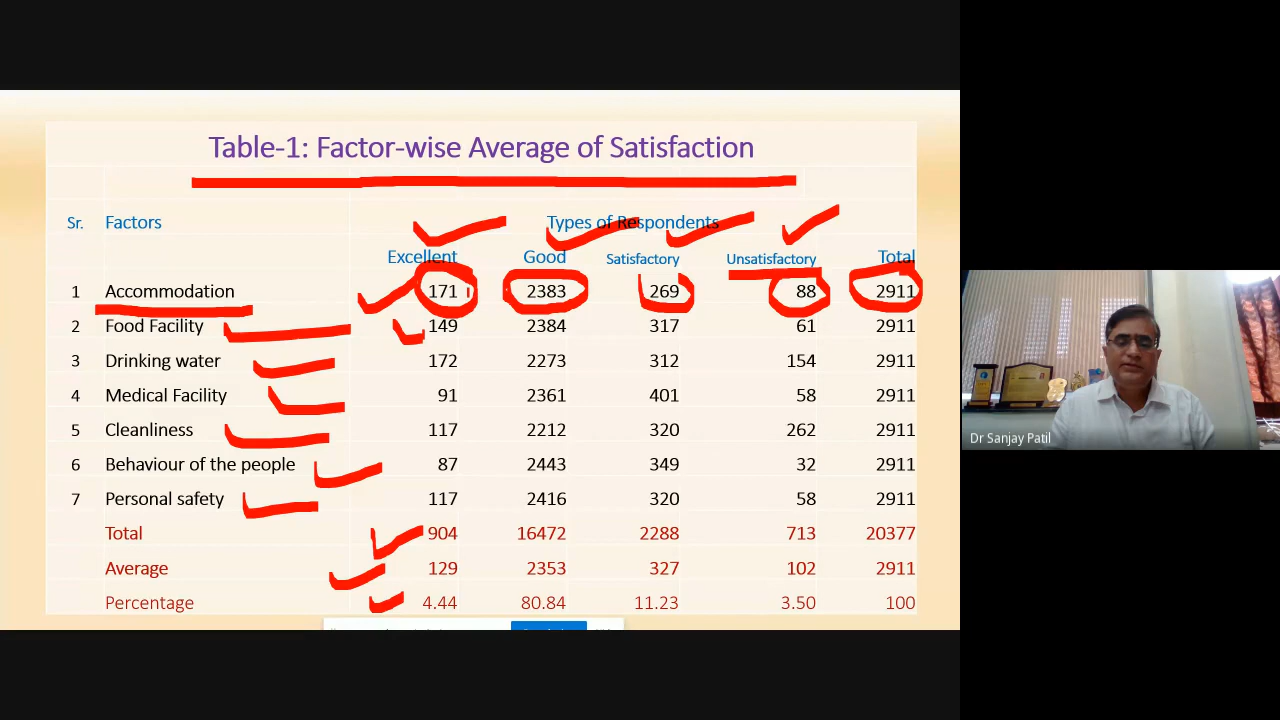 Table-1: Factor-wise Average of Satisfaction
Sr. Factors Types of Respondents
Excellent Good Satisfactory Unsatisfactory Total
1 Accommodation 171 2383 269 88 2911
2 Food Facility 149 2384 317 61 2911
3 Drinking water 172 2273 312 154 2911
4 Medical Facility 91 2361 401 58 2911
5 Cleanliness 117 2212 320 262 2911
6 Behaviour of the people 87 2443 349 32 2911
7 Personal safety 117 2416 320 58 2911
Total 904 16472 2288 713 20377
Average 129 2353 327 102 2911
Percentage 4.44 80.84 11.23 3.50 100
Dr Sanjay Patil